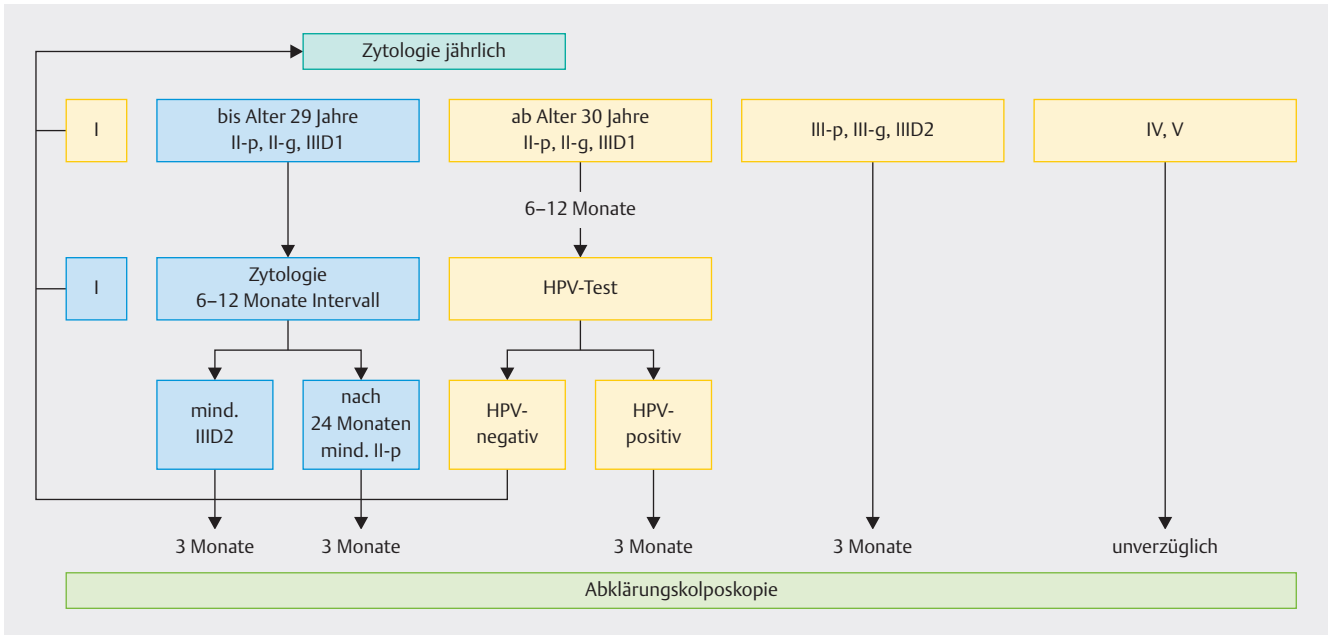 Zytologie jährlich
I
bis Alter 29 Jahre
II-p, II-g, IIID1
ab Alter 30 Jahre
II-p, II-g, IIID1
III-p, III-g, IIID2
IV, V
6–12 Monate
I
Zytologie
6–12 Monate Intervall
HPV-Test
mind.
IIID2
nach
24 Monaten
mind. II-p
HPV-
negativ
HPV-
positiv
3 Monate
3 Monate
3 Monate
3 Monate
unverzüglich
Abklärungskolposkopie